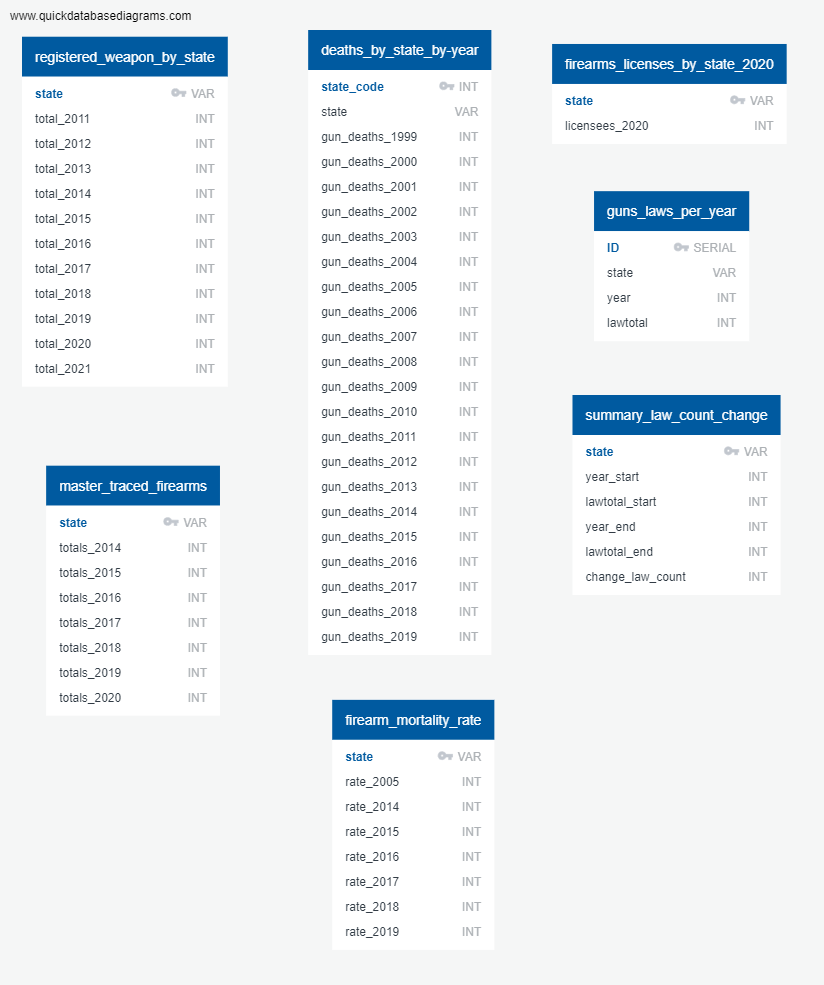 www.quickdatabasediagrams.com
registered_weapon_by_state
state VAR
total_2011 INT
total_2012 INT
total_2013 INT
total_2014 INT
total_2015 INT
total_2016 INT
total_2017 INT
total_2018 INT
total_2019 INT
total_2020 INT
total_2021 INT
deaths_by_state_by-year
state_code INT
state VAR
gun_deaths_1999 INT
gun_deaths_2000 INT
gun_deaths_2001 INT
gun_deaths_2002 INT
gun_deaths_2003 INT
gun_deaths_2004 INT
gun_deaths_2005 INT
gun_deaths_2006 INT
gun_deaths_2007 INT
gun_deaths_2008 INT
gun_deaths_2009 INT
gun_deaths_2010 INT
gun_deaths_2011 INT
gun_deaths_2012 INT
gun_deaths_2013 INT
gun_deaths_2014 INT
gun_deaths_2015 INT
gun_deaths_2016 INT
gun_deaths_2017 INT
gun_deaths_2018 INT
gun_deaths_2019 INT
firearms_licenses_by_state_2020
state VAR
licensees_2020 INT
guns_laws_per_year
ID SERIAL
state VAR
year INT
lawtotal INT
summary_law_count_change
state VAR
year_start INT
lawtotal_start INT
year_end INT
lawtotal_end INT
change_law_count INT
master_traced_firearms
state VAR
totals_2014 INT
totals_2015 INT
totals_2016 INT
totals_2017 INT
totals_2018 INT
totals_2019 INT
totals_2020 INT
firearm_mortality_rate
state VAR
rate_2005 INT
rate_2014 INT
rate_2015 INT
rate_2016 INT
rate_2017 INT
rate_2018 INT
rate_2019 INT